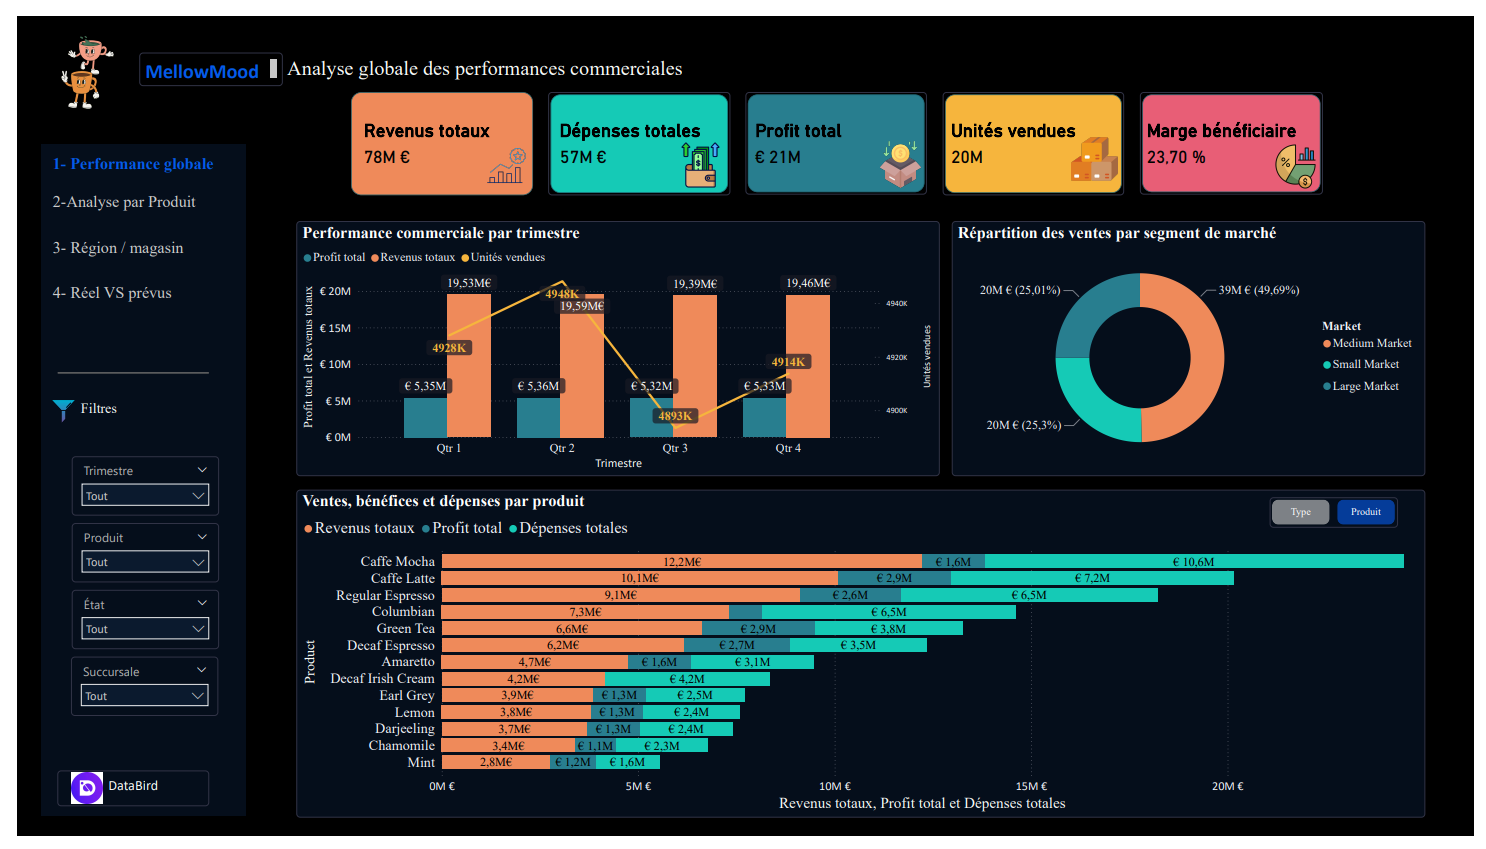 MellowMood
Analyse globale des performances commerciales
Revenus totaux
78M €
Dépenses totales
57M €
Profit total
€ 21M
Unités vendues
20M
Marge bénéficiaire
23,70 %
1- Performance globale
2-Analyse par Produit
3- Région / magasin
4- Réel VS prévus
Filtres
Trimestre
Tout
Produit
Tout
État
Tout
Succursale
Tout
DataBird
Performance commerciale par trimestre
Profit total Revenus totaux Unités vendues
Profit total et Revenus totaux
€ 20M
€ 15M
€ 10M
€ 5M
€ 0M
19,53M€
19,59M€
19,39M€
19,46M€
4928K
4948K
4893K
4914K
€ 5,35M
€ 5,36M
€ 5,32M
€ 5,33M
4940K
4920K
4900K
Unités vendues
Qtr 1
Qtr 2
Qtr 3
Qtr 4
Trimestre
Répartition des ventes par segment de marché
20M € (25,01%)
39M € (49,69%)
20M € (25,3%)
Market
Medium Market
Small Market
Large Market
Ventes, bénéfices et dépenses par produit
Type
Produit
Revenus totaux Profit total Dépenses totales
Product
Caffe Mocha 12,2M€ € 1,6M € 10,6M
Caffe Latte 10,1M€ € 2,9M € 7,2M
Regular Espresso 9,1M€ € 2,6M € 6,5M
Columbian 7,3M€ € 6,5M
Green Tea 6,6M€ € 2,9M € 3,8M
Decaf Espresso 6,2M€ € 2,7M € 3,5M
Amaretto 4,7M€ € 1,6M € 3,1M
Decaf Irish Cream 4,2M€ € 4,2M
Earl Grey 3,9M€ € 1,3M € 2,5M
Lemon 3,8M€ € 1,3M € 2,4M
Darjeeling 3,7M€ € 1,3M € 2,4M
Chamomile 3,4M€ € 1,1M € 2,3M
Mint 2,8M€ € 1,2M € 1,6M
0M € 5M € 10M € 15M € 20M €
Revenus totaux, Profit total et Dépenses totales